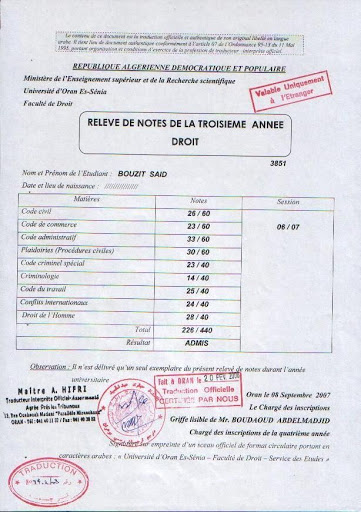 Le contenu de ce document est la traduction officielle et authentique de son original libellé en langue
arabe. Il tient lieu de document authentique conformément à l'article 07 de l'Ordonnance 95-13 du 11 Mars
1995, portant organisation et conditions d'exercice de la profession de traducteur interprète officiel.
REPUBLIQUE ALGERIENNE DEMOCRATIQUE ET POPULAIRE
Ministère de l'Enseignement supérieur et de la Recherche scientifique
Université d'Oran Es-Sénia
Faculté de Droit
Valable Uniquement
à l'Etranger
RELEVE DE NOTES DE LA TROISIEME ANNEE
DROIT
3851
Nom et Prénom de l'Etudiant : BOUZIT SAID
Date et lieu de naissance : /////////////////
Matières Notes Session
Code civil 26 / 60
Code de commerce 23 / 60 06 / 07
Code administratif 33 / 60
Plaidoiries (Procédures civiles) 30 / 60
Code criminel spécial 23 / 40
Criminologie 14 / 40
Code du travail 25 / 40
Conflits internationaux 24 / 40
Droit de l'Homme 28 / 40
Total 226 / 440
Résultat ADMIS
Observation : Il n'est délivré qu'un seul exemplaire du présent relevé de notes durant l'année
universitaire
Maître A. HIFRI
Traducteur Interprète Officiel Assermenté
Agrée Près les Tribunaux
Fait à ORAN le 20 FEV 2008
Traduction Officielle
CERTIFIEE PAR NOUS
Oran le 08 Septembre 2007
Le Chargé des inscriptions
Griffe lisible de Mr. BOUDAOUD ABDELMADJID
Chargé des inscriptions de la quatrième année
Signature sur empreinte d'un sceau officiel de format circulaire portant en
caractères arabes : « Université d'Oran Es-Sénia – Faculté de Droit – Service des Etudes »
TRADUCTION